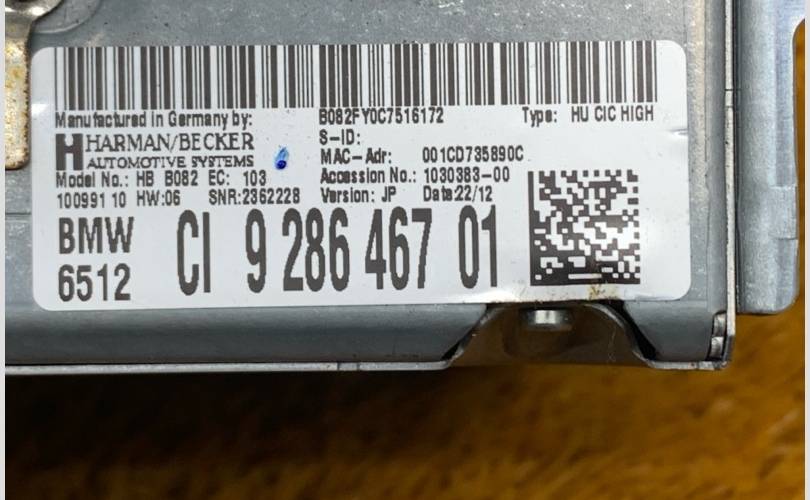 Manufactured in Germany by: B082FY0C7516172 Type: HU CIC HIGH
HARMAN/BECKER S-ID:
AUTOMOTIVE SYSTEMS MAC-Adr: 001CD735890C
Model No.: HB B082 EC: 103 Accession No.: 1030383-00
100991 10 HW:06 SNR:2362228 Version: JP Date:22/12
BMW CI 9 286 467 01
6512